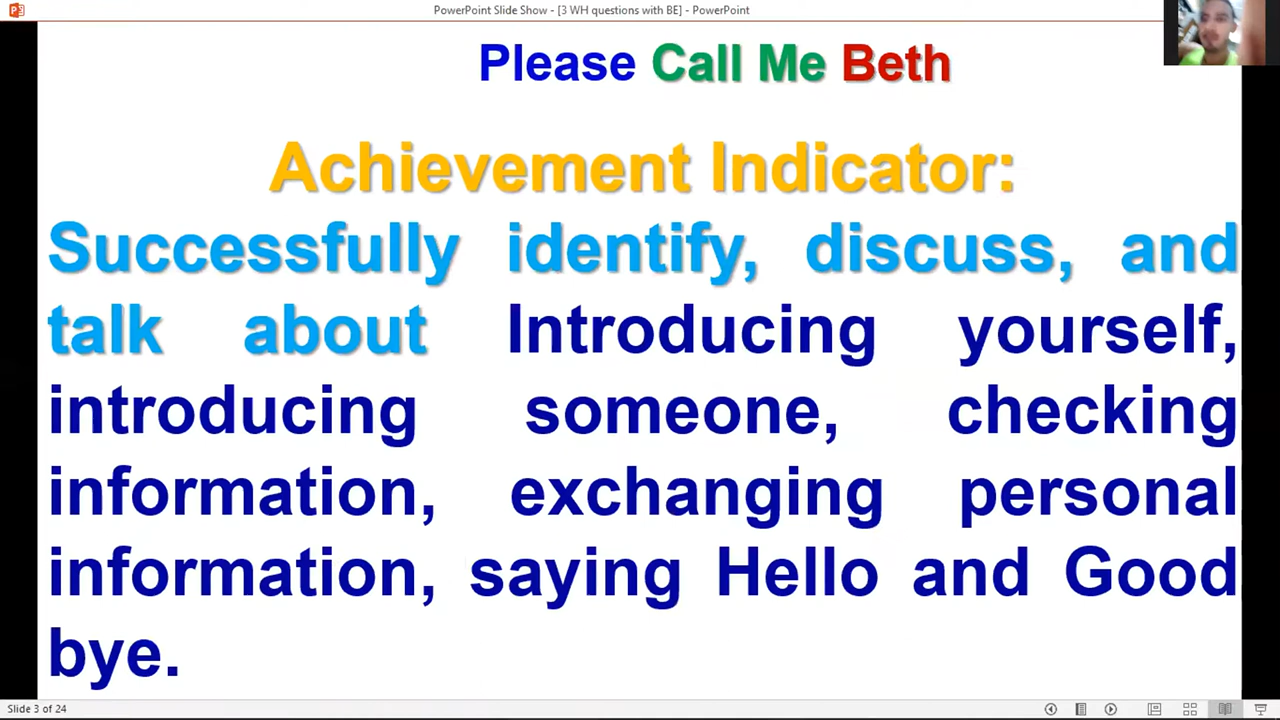 PowerPoint Slide Show - [3 WH questions with BE] - PowerPoint
Please Call Me Beth
Achievement Indicator:
Successfully identify, discuss, and
talk about Introducing yourself,
introducing someone, checking
information, exchanging personal
information, saying Hello and Good
bye.
Slide 3 of 24